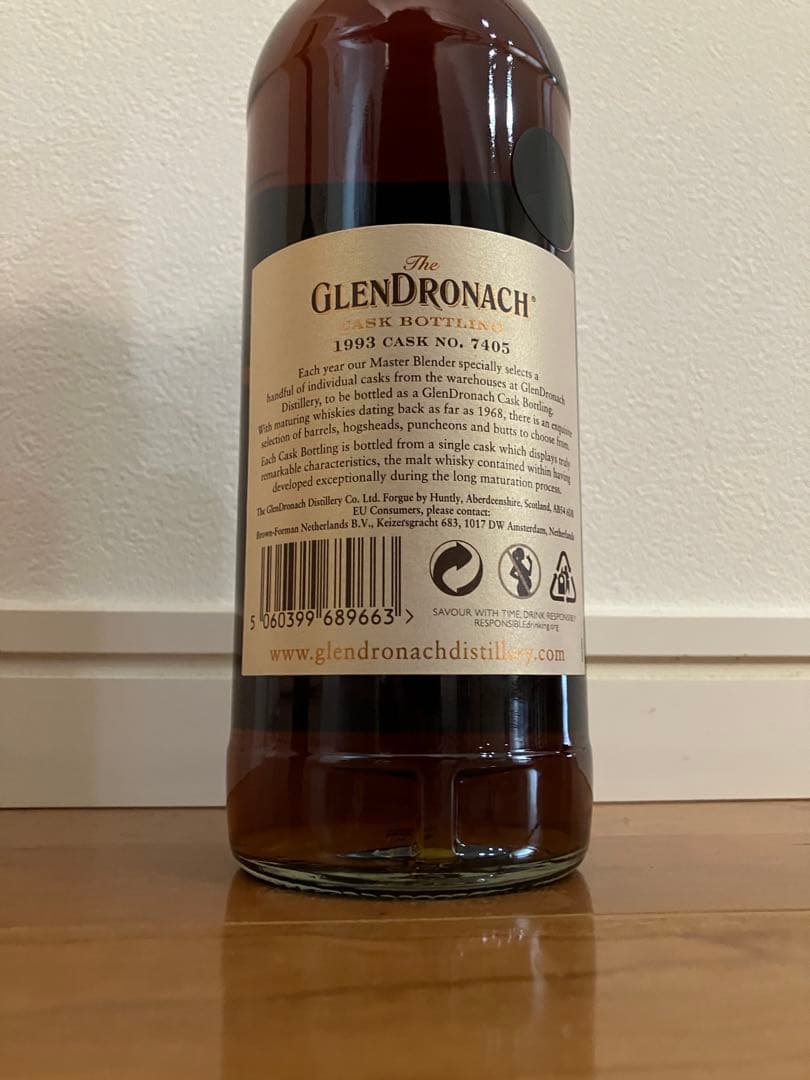 The
GLENDRONACH®
CASK BOTTLING
1993 CASK NO. 7405
Each year our Master Blender specially selects a
handful of individual casks from the warehouses at GlenDronach
Distillery, to be bottled as a GlenDronach Cask Bottling.
With maturing whiskies dating back as far as 1968, there is an exquisite
selection of barrels, hogsheads, puncheons and butts to choose from.
Each Cask Bottling is bottled from a single cask which displays truly
remarkable characteristics, the malt whisky contained within having
developed exceptionally during the long maturation process.
The GlenDronach Distillery Co. Ltd. Forgue by Huntly, Aberdeenshire, Scotland, AB54 6DB
EU Consumers, please contact:
Brown-Forman Netherlands B.V., Keizersgracht 683, 1017 DW Amsterdam, Netherlands
5 060399 689663 >
SAVOUR WITH TIME, DRINK RESPONSIBLY
RESPONSIBLEdrinking.org
www.glendronachdistillery.com